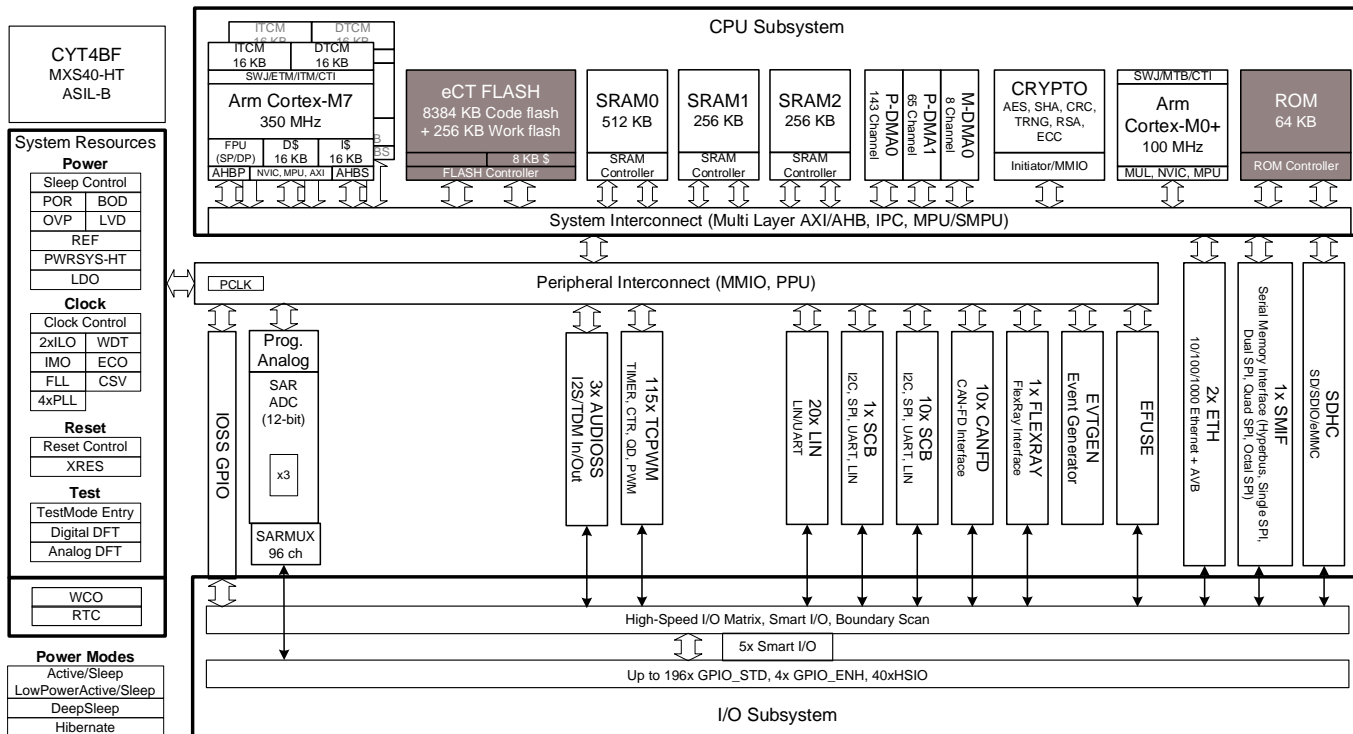 CYT4BF
MXS40-HT
ASIL-B
System Resources
Power
Sleep Control
POR BOD
OVP LVD
REF
PWRSYS-HT
LDO
Clock
Clock Control
2xILO WDT
IMO ECO
FLL CSV
4xPLL
Reset
Reset Control
XRES
Test
TestMode Entry
Digital DFT
Analog DFT
WCO
RTC
Power Modes
Active/Sleep
LowPowerActive/Sleep
DeepSleep
Hibernate
CPU Subsystem
ITCM DTCM
16 KB 16 KB
ITCM DTCM
16 KB 16 KB
SWJ/ETM/ITM/CTI
Arm Cortex-M7
350 MHz
FPU
(SP/DP)
D$
16 KB
I$
16 KB
AHBP NVIC, MPU, AXI AHBS
eCT FLASH
8384 KB Code flash
+ 256 KB Work flash
8 KB $
FLASH Controller
SRAM0
512 KB
SRAM
Controller
SRAM1
256 KB
SRAM
Controller
SRAM2
256 KB
SRAM
Controller
P-DMA0
143 Channel
P-DMA1
65 Channel
M-DMA0
8 Channel
CRYPTO
AES, SHA, CRC,
TRNG, RSA,
ECC
Initiator/MMIO
SWJ/MTB/CTI
Arm
Cortex-M0+
100 MHz
MUL, NVIC, MPU
ROM
64 KB
ROM Controller
System Interconnect (Multi Layer AXI/AHB, IPC, MPU/SMPU)
PCLK
Peripheral Interconnect (MMIO, PPU)
IOSS GPIO
Prog.
Analog
SAR
ADC
(12-bit)
x3
SARMUX
96 ch
3x AUDIOSS
I2S/TDM In/Out
115x TCPWM
TIMER, CTR, QD, PWM
20x LIN
LIN/UART
1x SCB
I2C, SPI, UART, LIN
10x SCB
I2C, SPI, UART, LIN
10x CANFD
CAN-FD Interface
1x FLEXRAY
FlexRay Interface
EVTGEN
Event Generator
EFUSE
2x ETH
10/100/1000 Ethernet + AVB
1x SMIF
Serial Memory Interface (Hyperbus, Single SPI,
Dual SPI, Quad SPI, Octal SPI)
SDHC
SD/SDIO/eMMC
High-Speed I/O Matrix, Smart I/O, Boundary Scan
5x Smart I/O
Up to 196x GPIO_STD, 4x GPIO_ENH, 40xHSIO
I/O Subsystem